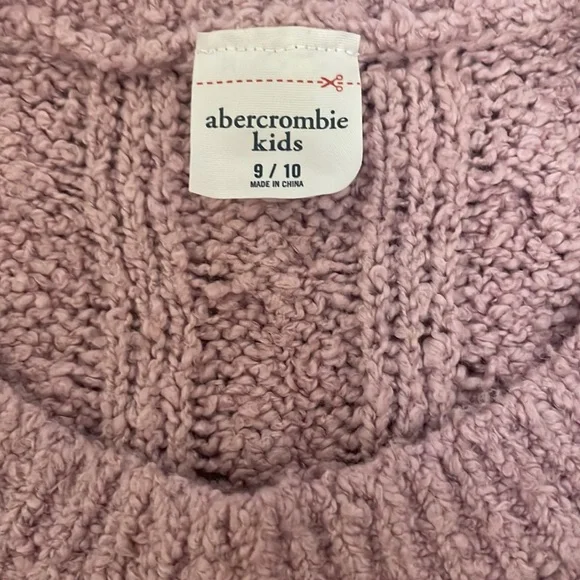 abercrombie
kids
9 / 10
MADE IN CHINA